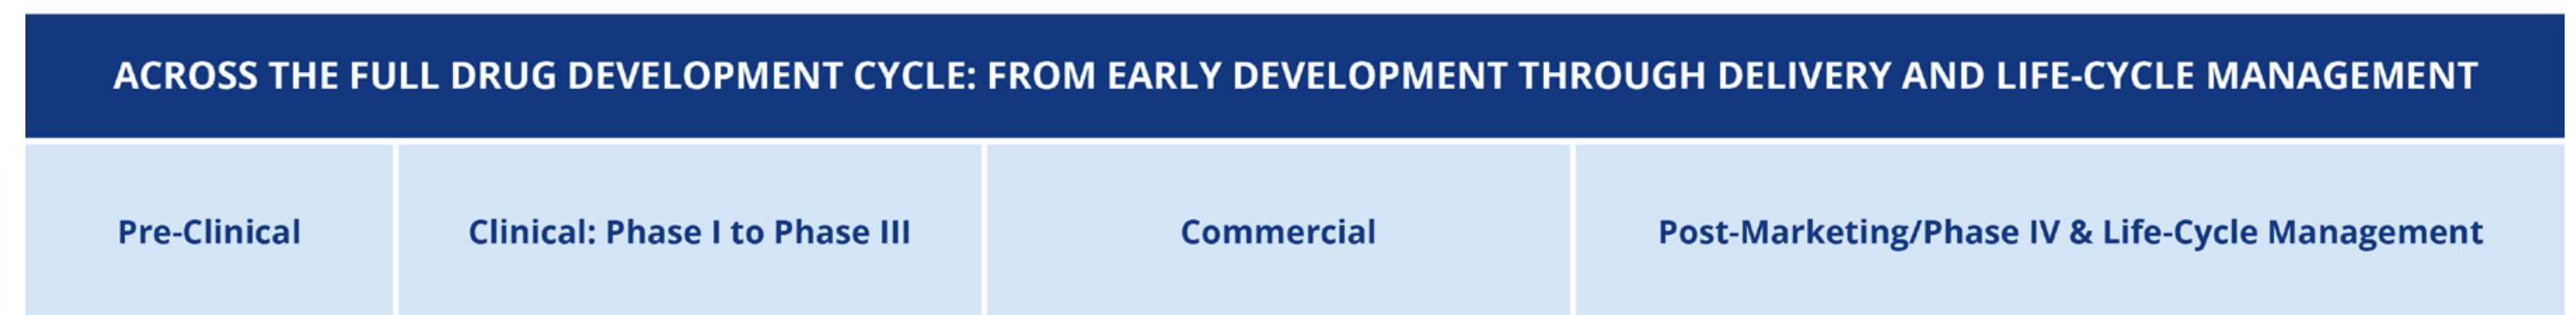 ACROSS THE FULL DRUG DEVELOPMENT CYCLE: FROM EARLY DEVELOPMENT THROUGH DELIVERY AND LIFE-CYCLE MANAGEMENT
Pre-Clinical
Clinical: Phase I to Phase III
Commercial
Post-Marketing/Phase IV & Life-Cycle Management